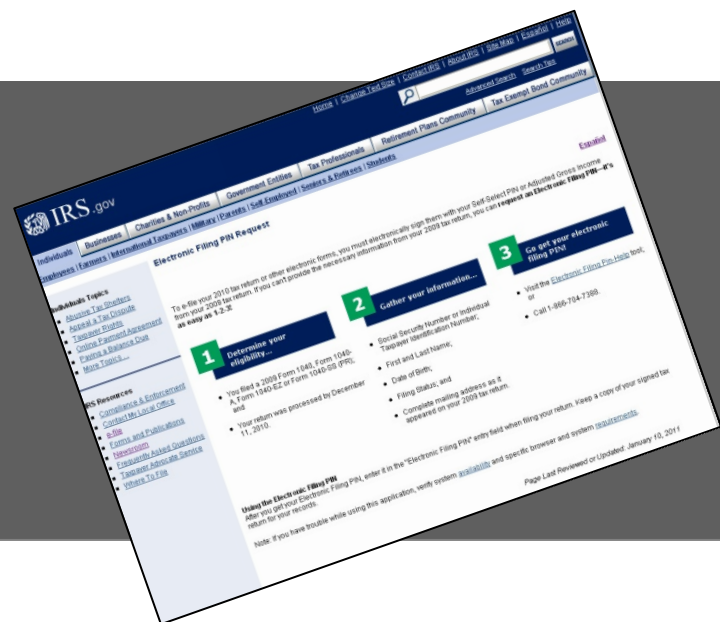 Home | Change Text Size | Contact IRS | About IRS | Site Map | Español | Help
SEARCH
Advanced Search Search Tips
IRS.gov
Individuals Businesses Charities & Non-Profits Government Entities Tax Professionals Retirement Plans Community Tax Exempt Bond Community
Employees | Farmers | International Taxpayers | Military | Parents | Self Employed | Seniors & Retirees | Students
Individuals Topics
Abusive Tax Shelters
Appeal a Tax Dispute
Taxpayer Rights
Online Payment Agreement
Paying a Balance Due
More Topics...
IRS Resources
Compliance & Enforcement
Contact My Local Office
e-file
Forms and Publications
Newsroom
Frequently Asked Questions
Taxpayer Advocate Service
Where To File
Español
Electronic Filing PIN Request
To e-file your 2010 tax return or other electronic forms, you must electronically sign them with your Self-Select PIN or Adjusted Gross Income
from your 2009 tax return. If you can't provide the necessary information from your 2009 tax return, you can request an Electronic Filing PIN—it's
as easy as 1-2-3!
1 Determine your
eligibility...
You filed a 2009 Form 1040, Form 1040-
A, Form 1040-EZ or Form 1040-SS (PR);
and
Your return was processed by December
11, 2010.
2 Gather your information...
Social Security Number or Individual
Taxpayer Identification Number;
First and Last Name;
Date of Birth;
Filing Status; and
Complete mailing address as it
appeared on your 2009 tax return.
3 Go get your electronic
filing PIN!
Visit the Electronic Filing Pin-Help tool;
or
Call 1-866-704-7388.
Using the Electronic Filing PIN
After you get your Electronic Filing PIN, enter it in the "Electronic Filing PIN" entry field when filing your return. Keep a copy of your signed tax
return for your records.
Note: If you have trouble while using this application, verify system availability and specific browser and system requirements.
Page Last Reviewed or Updated: January 10, 2011